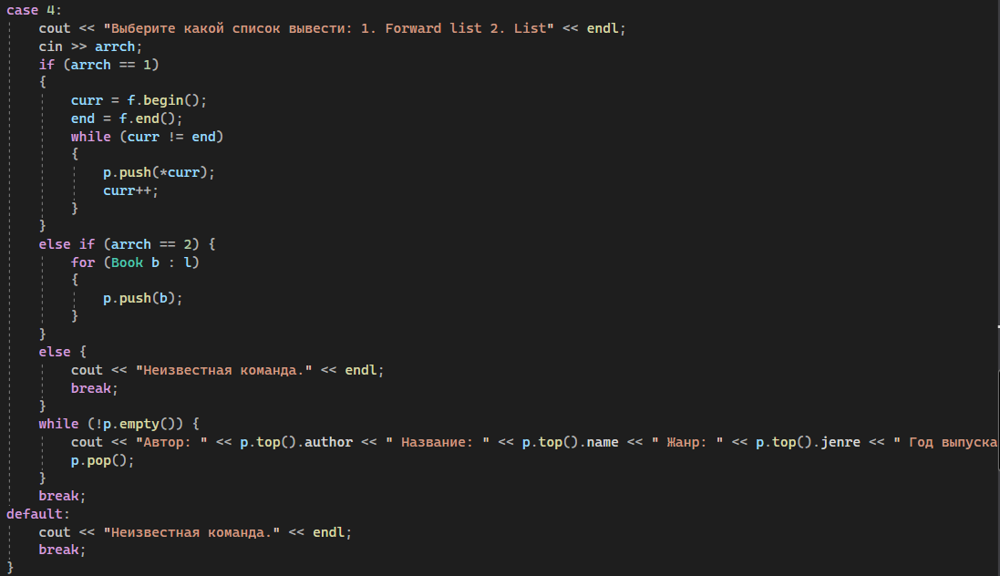 case 4:
    cout << "Выберите какой список вывести: 1. Forward list 2. List" << endl;
    cin >> arrch;
    if (arrch == 1)
    {
        curr = f.begin();
        end = f.end();
        while (curr != end)
        {
            p.push(*curr);
            curr++;
        }
    }
    else if (arrch == 2) {
        for (Book b : l)
        {
            p.push(b);
        }
    }
    else {
        cout << "Неизвестная команда." << endl;
        break;
    }
    while (!p.empty()) {
        cout << "Автор: " << p.top().author << " Название: " << p.top().name << " Жанр: " << p.top().jenre << " Год выпуска
        p.pop();
    }
    break;
default:
    cout << "Неизвестная команда." << endl;
    break;
}